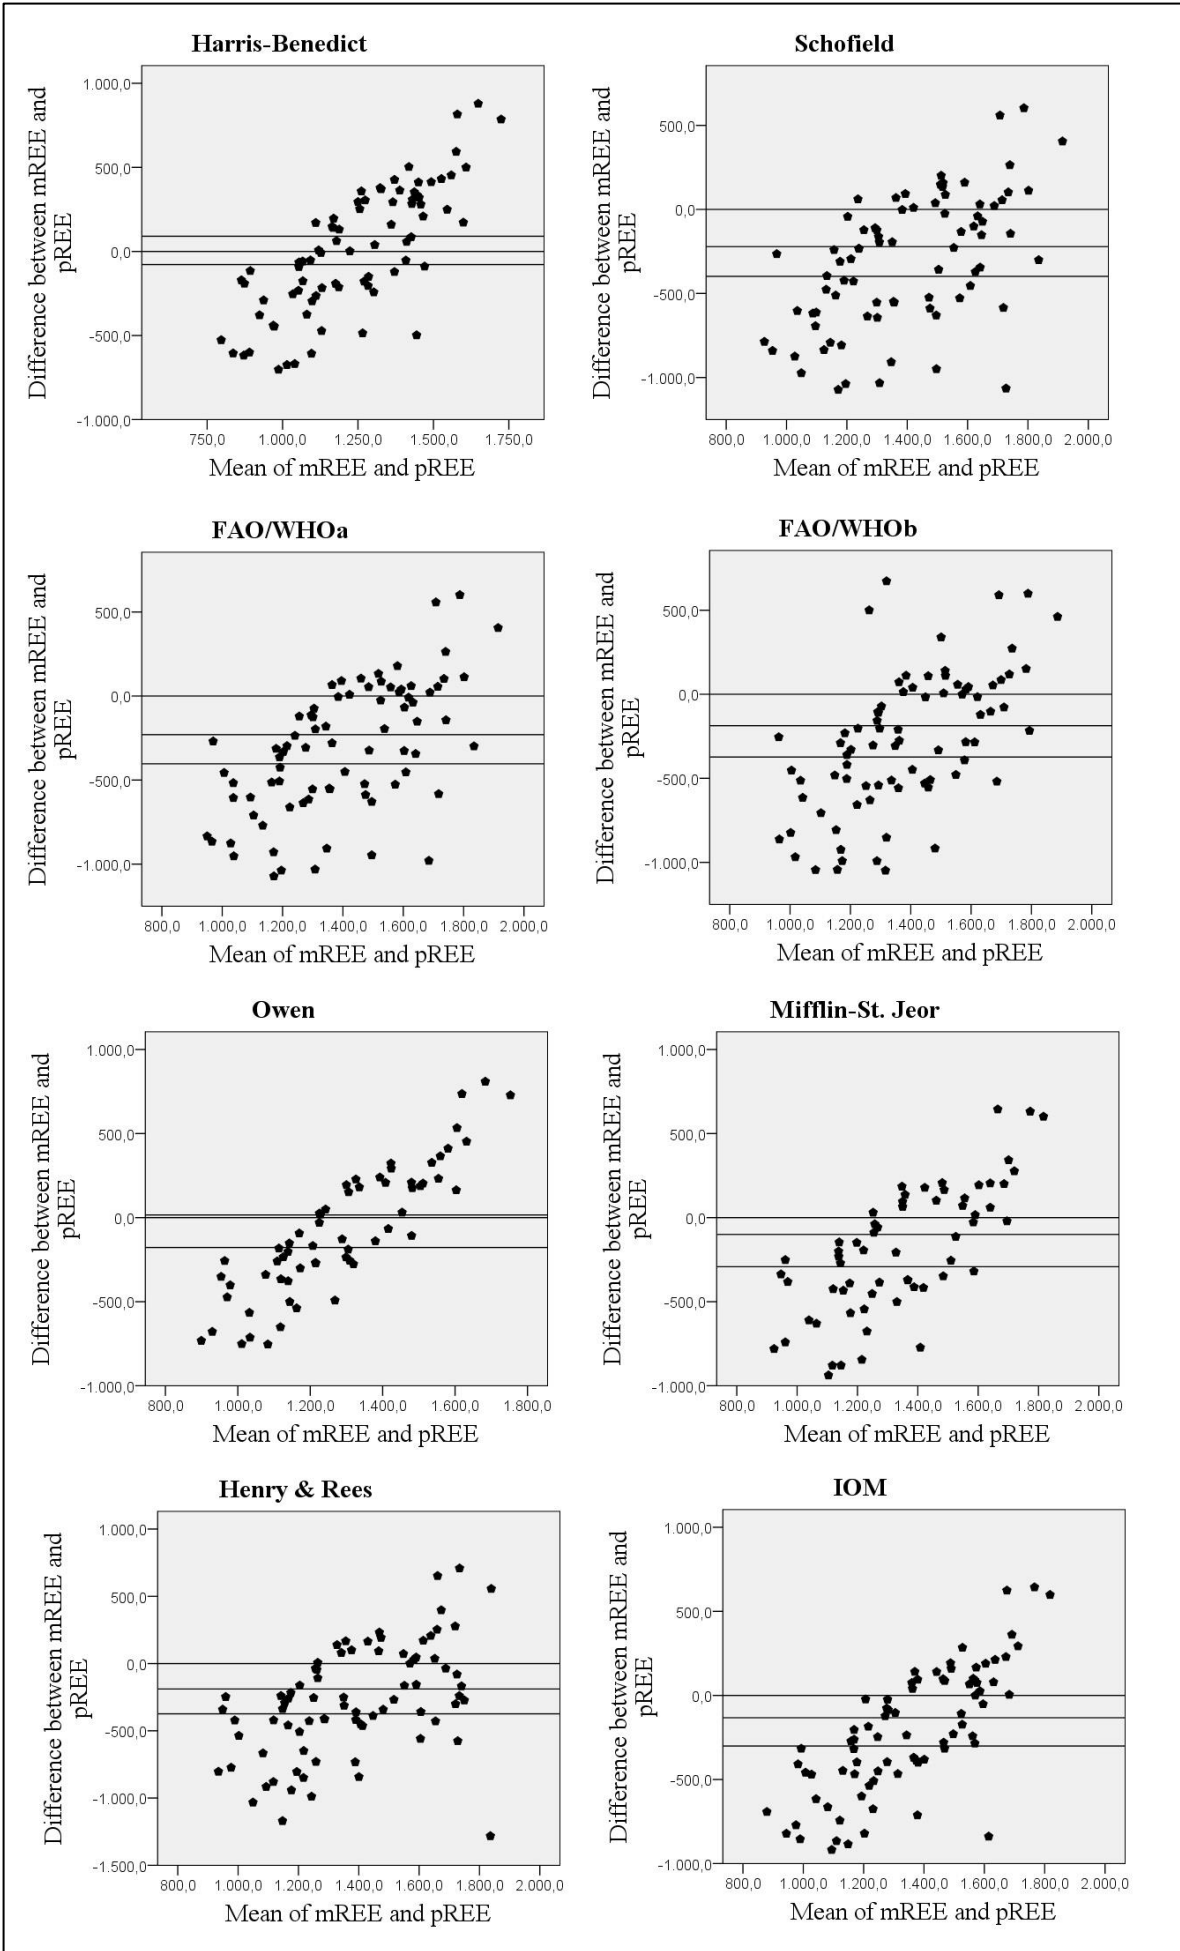 Harris-Benedict
Difference between mREE and
pREE
1.000,0
500,0
0,0
-500,0
-1.000,0
750,0 1.000,0 1.250,0 1.500,0 1.750,0
Mean of mREE and pREE
Schofield
Difference between mREE and
pREE
500,0
0,0
-500,0
-1.000,0
800,0 1.000,0 1.200,0 1.400,0 1.600,0 1.800,0 2.000,0
Mean of mREE and pREE
FAO/WHOa
Difference between mREE and
pREE
500,0
0,0
-500,0
-1.000,0
800,0 1.000,0 1.200,0 1.400,0 1.600,0 1.800,0 2.000,0
Mean of mREE and pREE
FAO/WHOb
Difference between mREE and
pREE
500,0
0,0
-500,0
-1.000,0
800,0 1.000,0 1.200,0 1.400,0 1.600,0 1.800,0 2.000,0
Mean of mREE and pREE
Owen
Difference between mREE and
pREE
1.000,0
500,0
0,0
-500,0
-1.000,0
800,0 1.000,0 1.200,0 1.400,0 1.600,0 1.800,0
Mean of mREE and pREE
Mifflin-St. Jeor
Difference between mREE and
pREE
1.000,0
500,0
0,0
-500,0
-1.000,0
800,0 1.000,0 1.200,0 1.400,0 1.600,0 1.800,0 2.000,0
Mean of mREE and pREE
Henry & Rees
Difference between mREE and
pREE
1.000,0
500,0
0,0
-500,0
-1.000,0
-1.500,0
800,0 1.000,0 1.200,0 1.400,0 1.600,0 1.800,0 2.000,0
Mean of mREE and pREE
IOM
Difference between mREE and
pREE
1.000,0
500,0
0,0
-500,0
-1.000,0
800,0 1.000,0 1.200,0 1.400,0 1.600,0 1.800,0 2.000,0
Mean of mREE and pREE